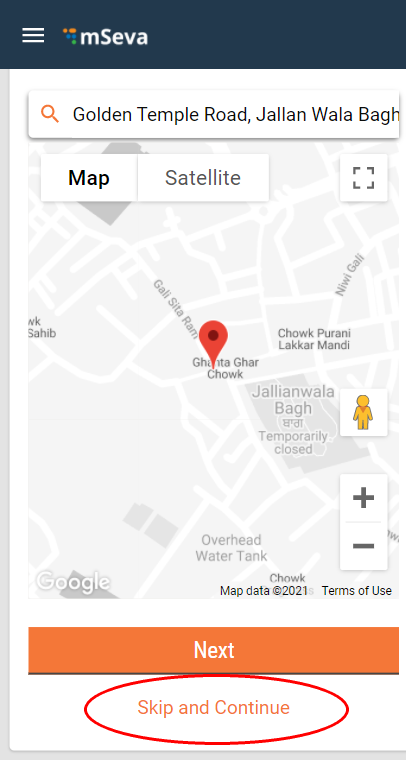 mSeva
Golden Temple Road, Jallan Wala Bagh
Map
Satellite
Gali Sita Ram
Niwi Gali
wk
Sahib
Chowk Purani
Lakkar Mandi
Ghanta Ghar
Chowk
Jallianwala
Bagh
ਬਾਗ
Temporarily
closed
Overhead
Water Tank
Chowk
Google
Map data ©2021
Terms of Use
Next
Skip and Continue